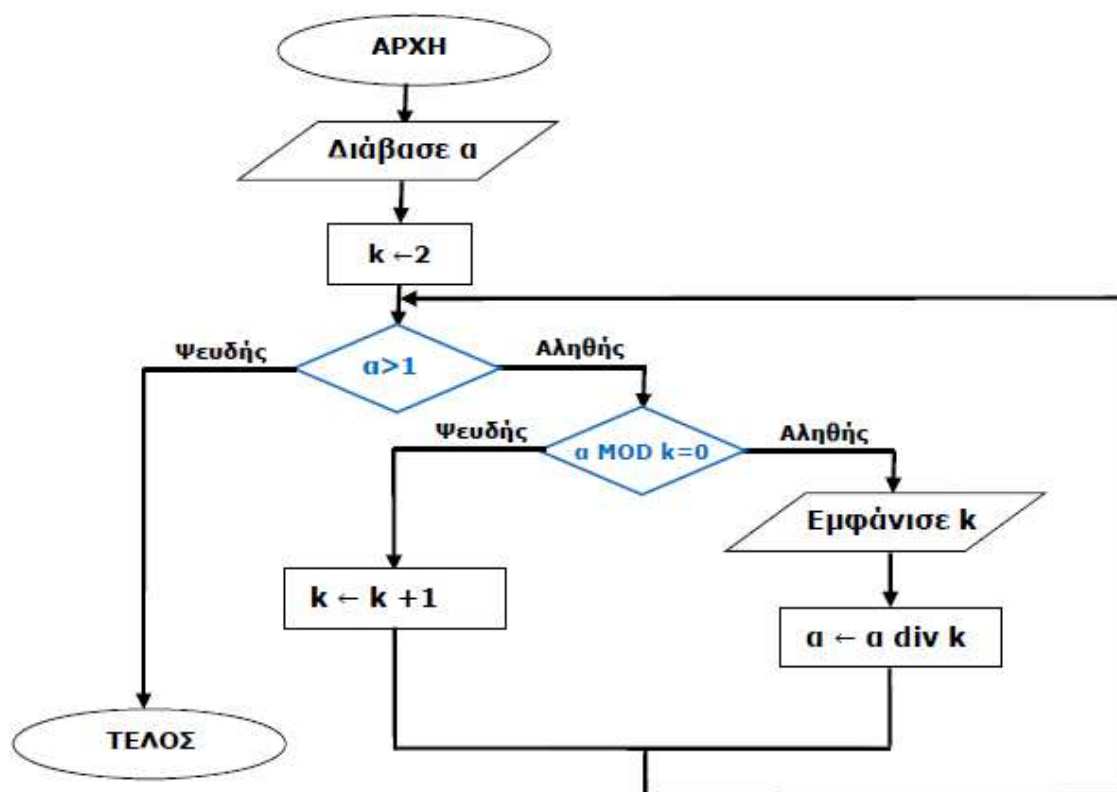 ΑΡΧΗ
Διάβασε α
k ←2
Ψευδής
α>1
Αληθής
Ψευδής
α MOD k=0
Αληθής
Εμφάνισε k
k ← k +1
α ← α div k
ΤΕΛΟΣ